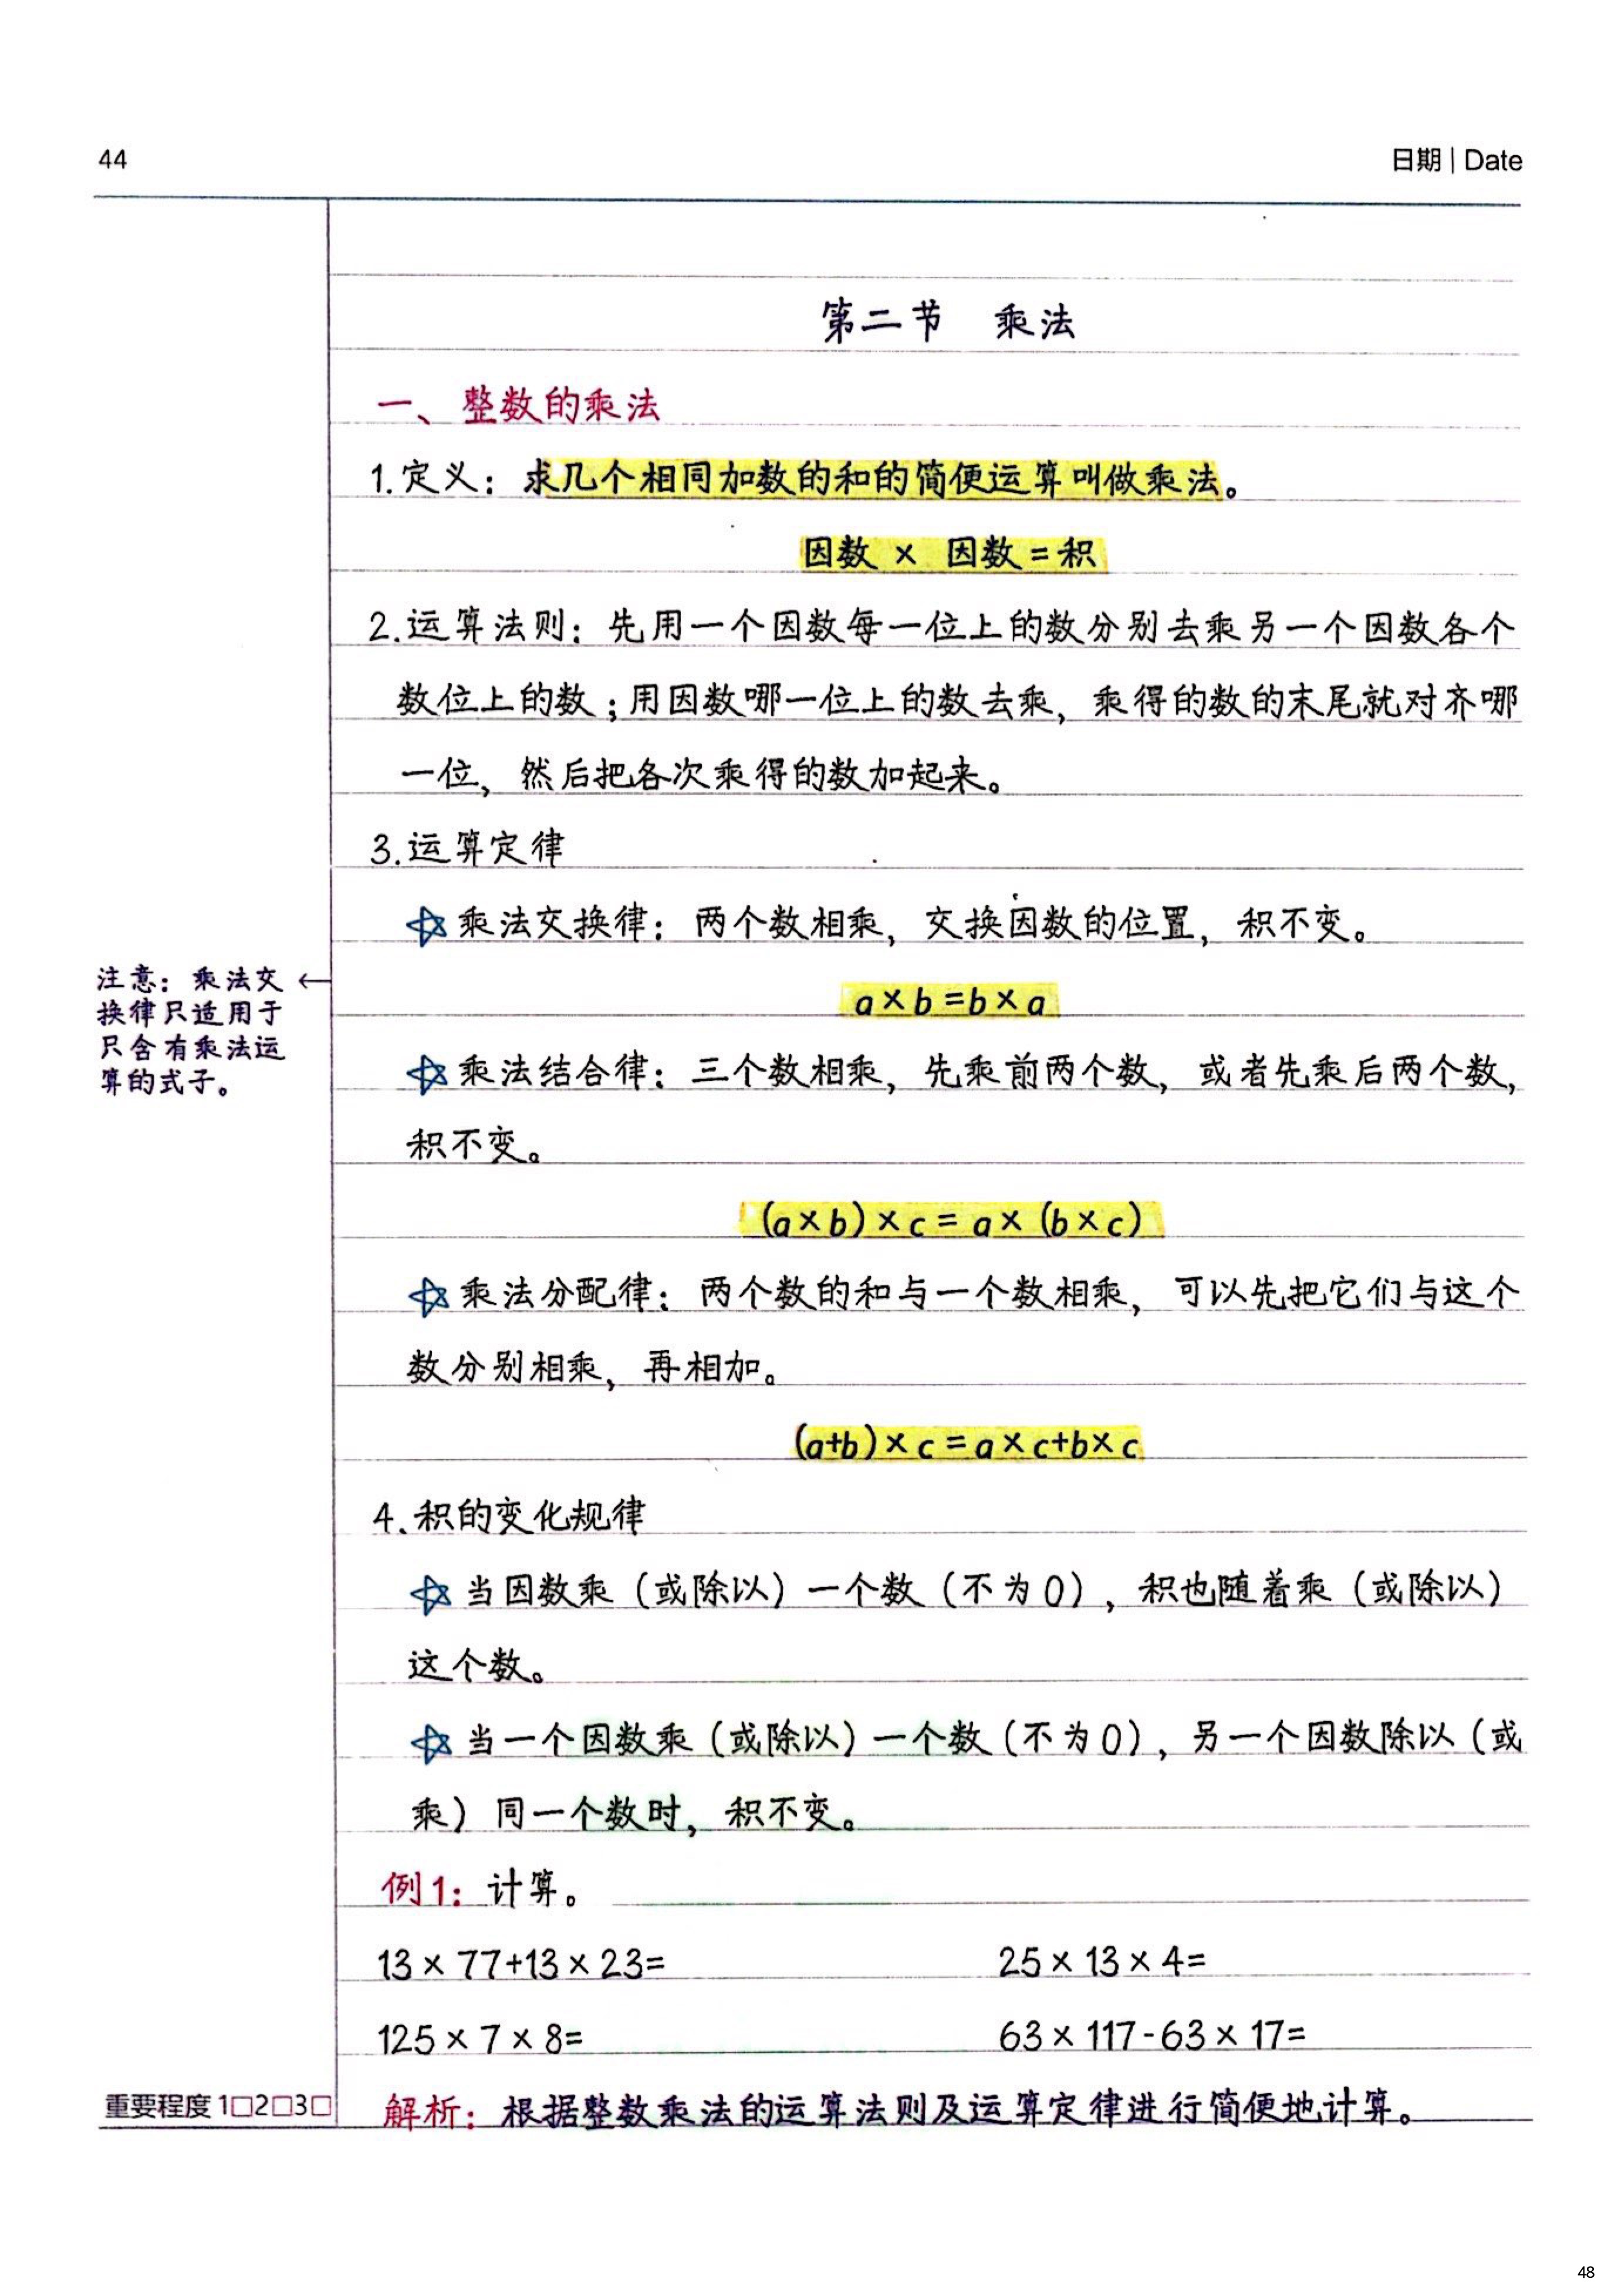 44
日期 | Date
第二节 乘法
一、整数的乘法
1.定义：求几个相同加数的和的简便运算叫做乘法。
因数 × 因数 = 积
2.运算法则：先用一个因数每一位上的数分别去乘另一个因数各个
数位上的数；用因数哪一位上的数去乘，乘得的数的末尾就对齐哪
一位，然后把各次乘得的数加起来。
3.运算定律
☆乘法交换律：两个数相乘，交换因数的位置，积不变。
注意：乘法交 ←
换律只适用于
只含有乘法运
算的式子。
a×b=b×a
☆乘法结合律：三个数相乘，先乘前两个数，或者先乘后两个数，
积不变。
(a×b)×c=a×(b×c)
☆乘法分配律：两个数的和与一个数相乘，可以先把它们与这个
数分别相乘，再相加。
(a+b)×c=a×c+b×c
4.积的变化规律
☆当因数乘（或除以）一个数（不为0），积也随着乘（或除以）
这个数。
☆当一个因数乘（或除以）一个数（不为0），另一个因数除以（或
乘）同一个数时，积不变。
例1：计算。
13×77+13×23= 25×13×4=
125×7×8= 63×117-63×17=
解析：根据整数乘法的运算法则及运算定律进行简便地计算。
重要程度 1□2□3□
48